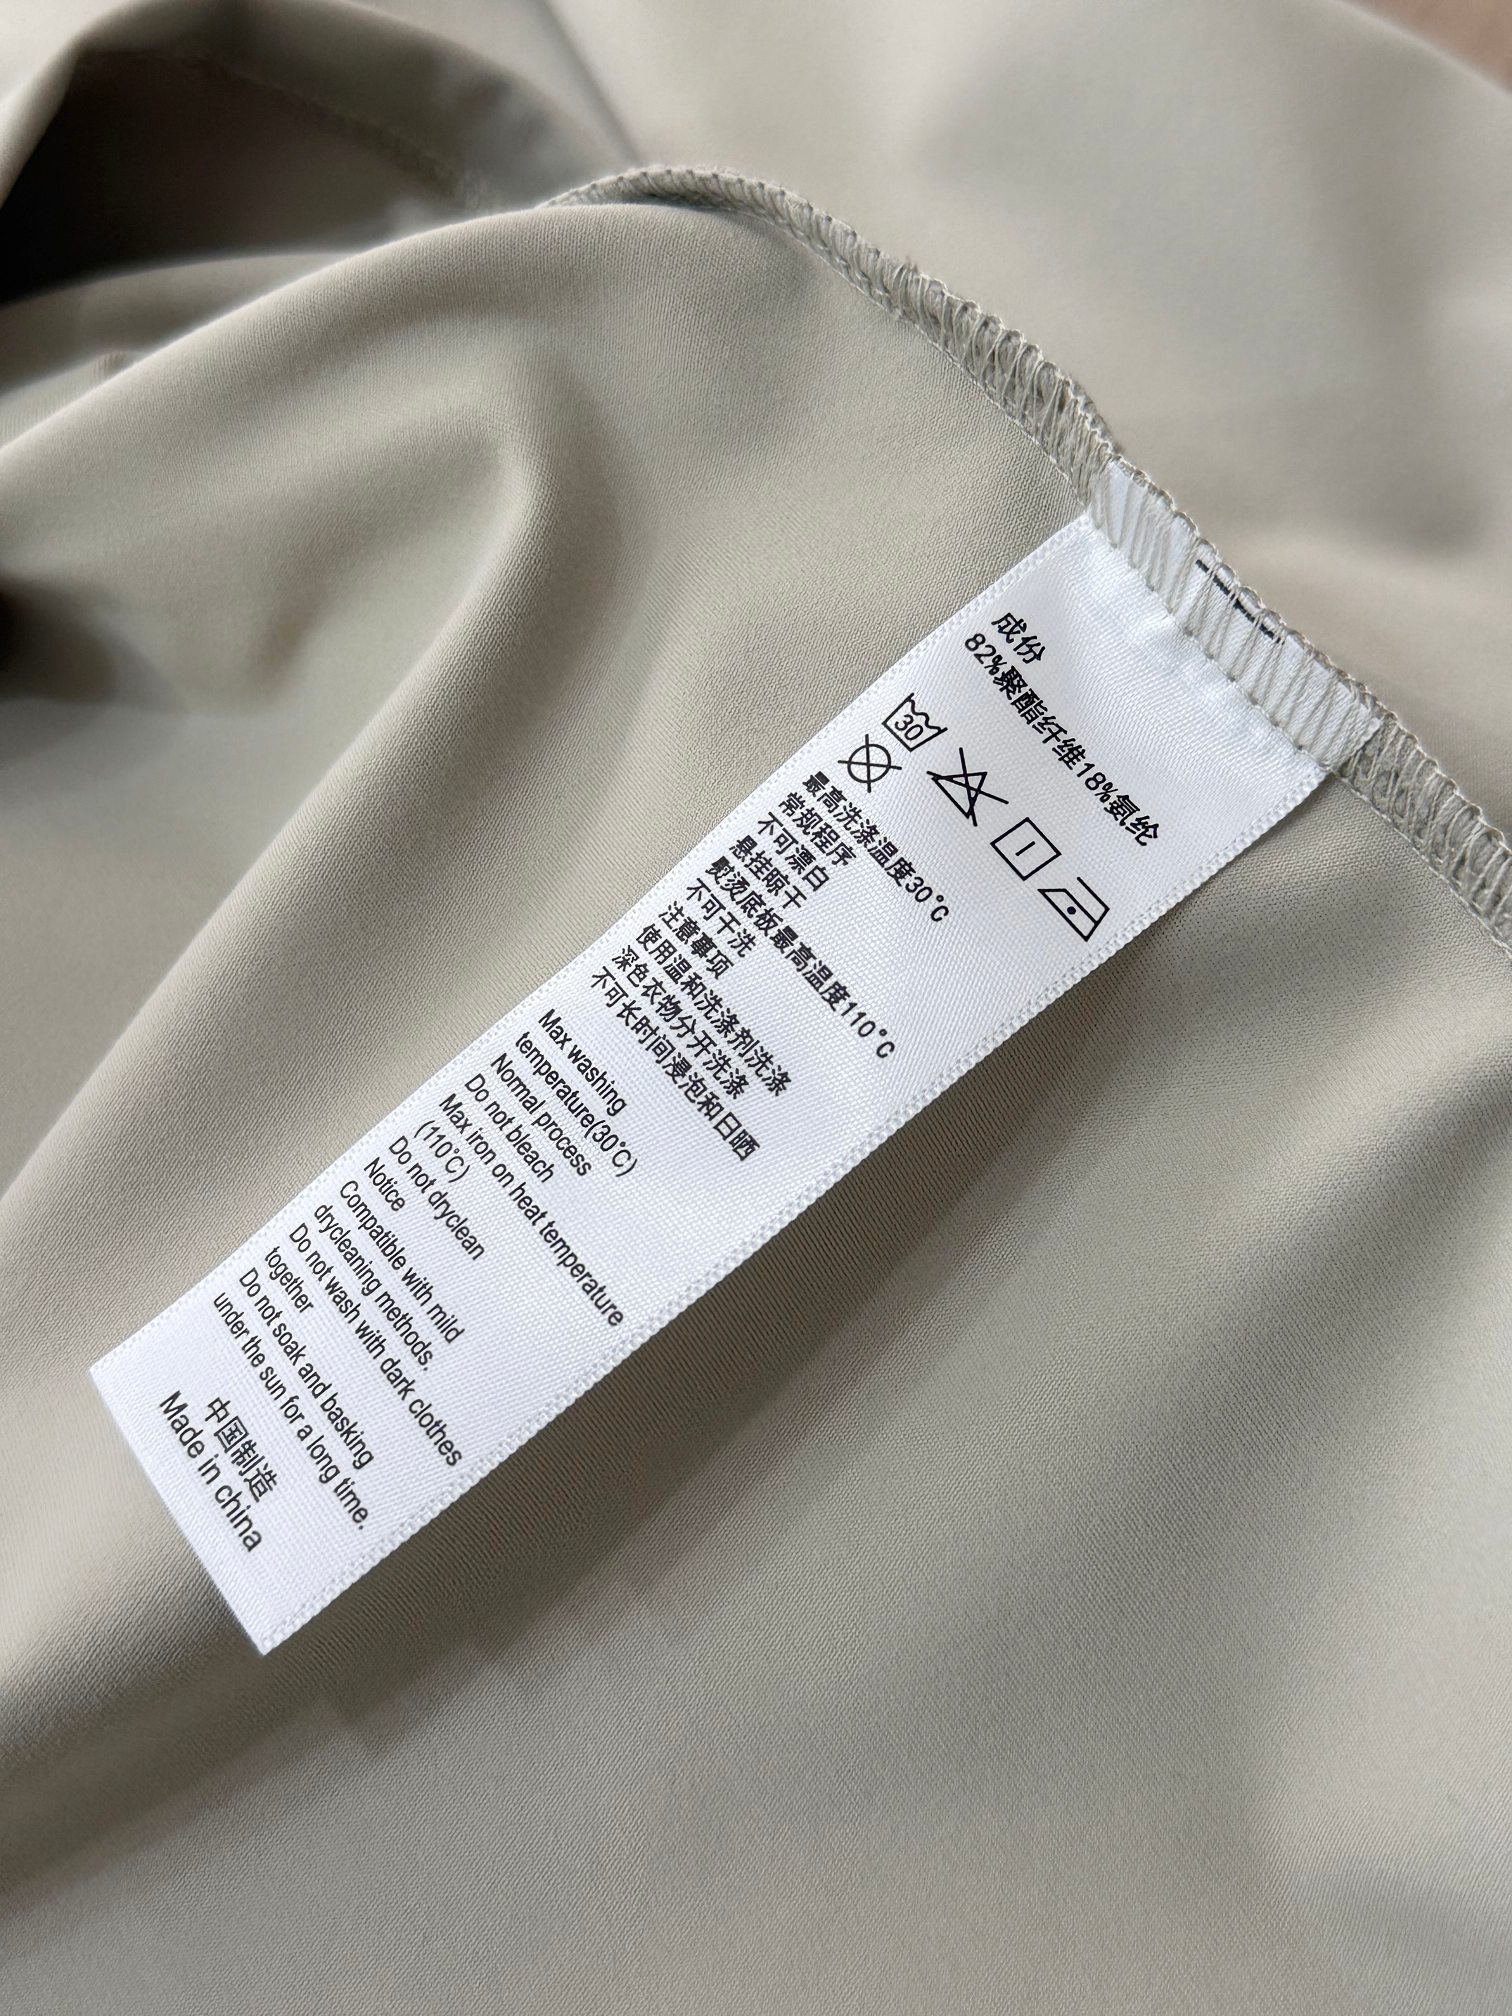 成份
82%聚酯纤维18%氨纶
30
最高洗涤温度30℃
常规程序
不可漂白
悬挂晾干
熨烫底板最高温度110℃
不可干洗
注意事项
使用温和洗涤剂洗涤
深色衣物分开洗涤
不可长时间浸泡和日晒
Max washing
temperature(30℃)
Normal process
Do not bleach
Max iron on heat temperature
(110℃)
Do not dryclean
Notice
Compatible with mild
drycleaning methods.
Do not wash with dark clothes
together
Do not soak and basking
under the sun for a long time.
中国制造
Made in china